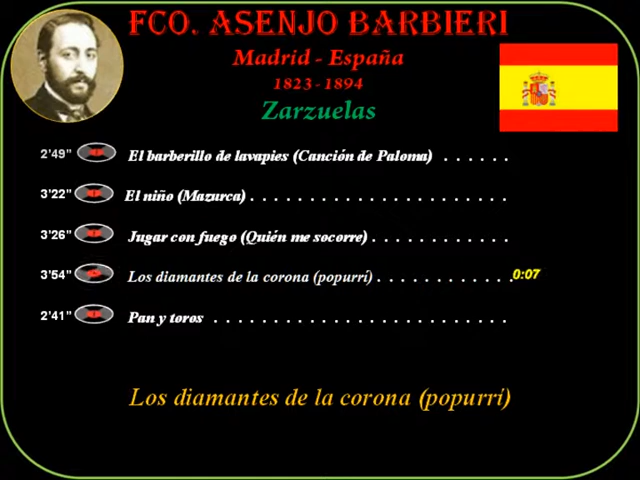 FCO. ASENJO BARBIERI
Madrid - España
1823 - 1894
Zarzuelas
2'49" El barberillo de lavapies (Canción de Paloma) . . . . . .
3'22" El niño (Mazurca) . . . . . . . . . . . . . . . . . . . . . .
3'26" Jugar con fuego (Quién me socorre) . . . . . . . . . . . .
3'54" Los diamantes de la corona (popurrí) . . . . . . . . . . . . 0:07
2'41" Pan y toros . . . . . . . . . . . . . . . . . . . . . . . . .
Los diamantes de la corona (popurrí)